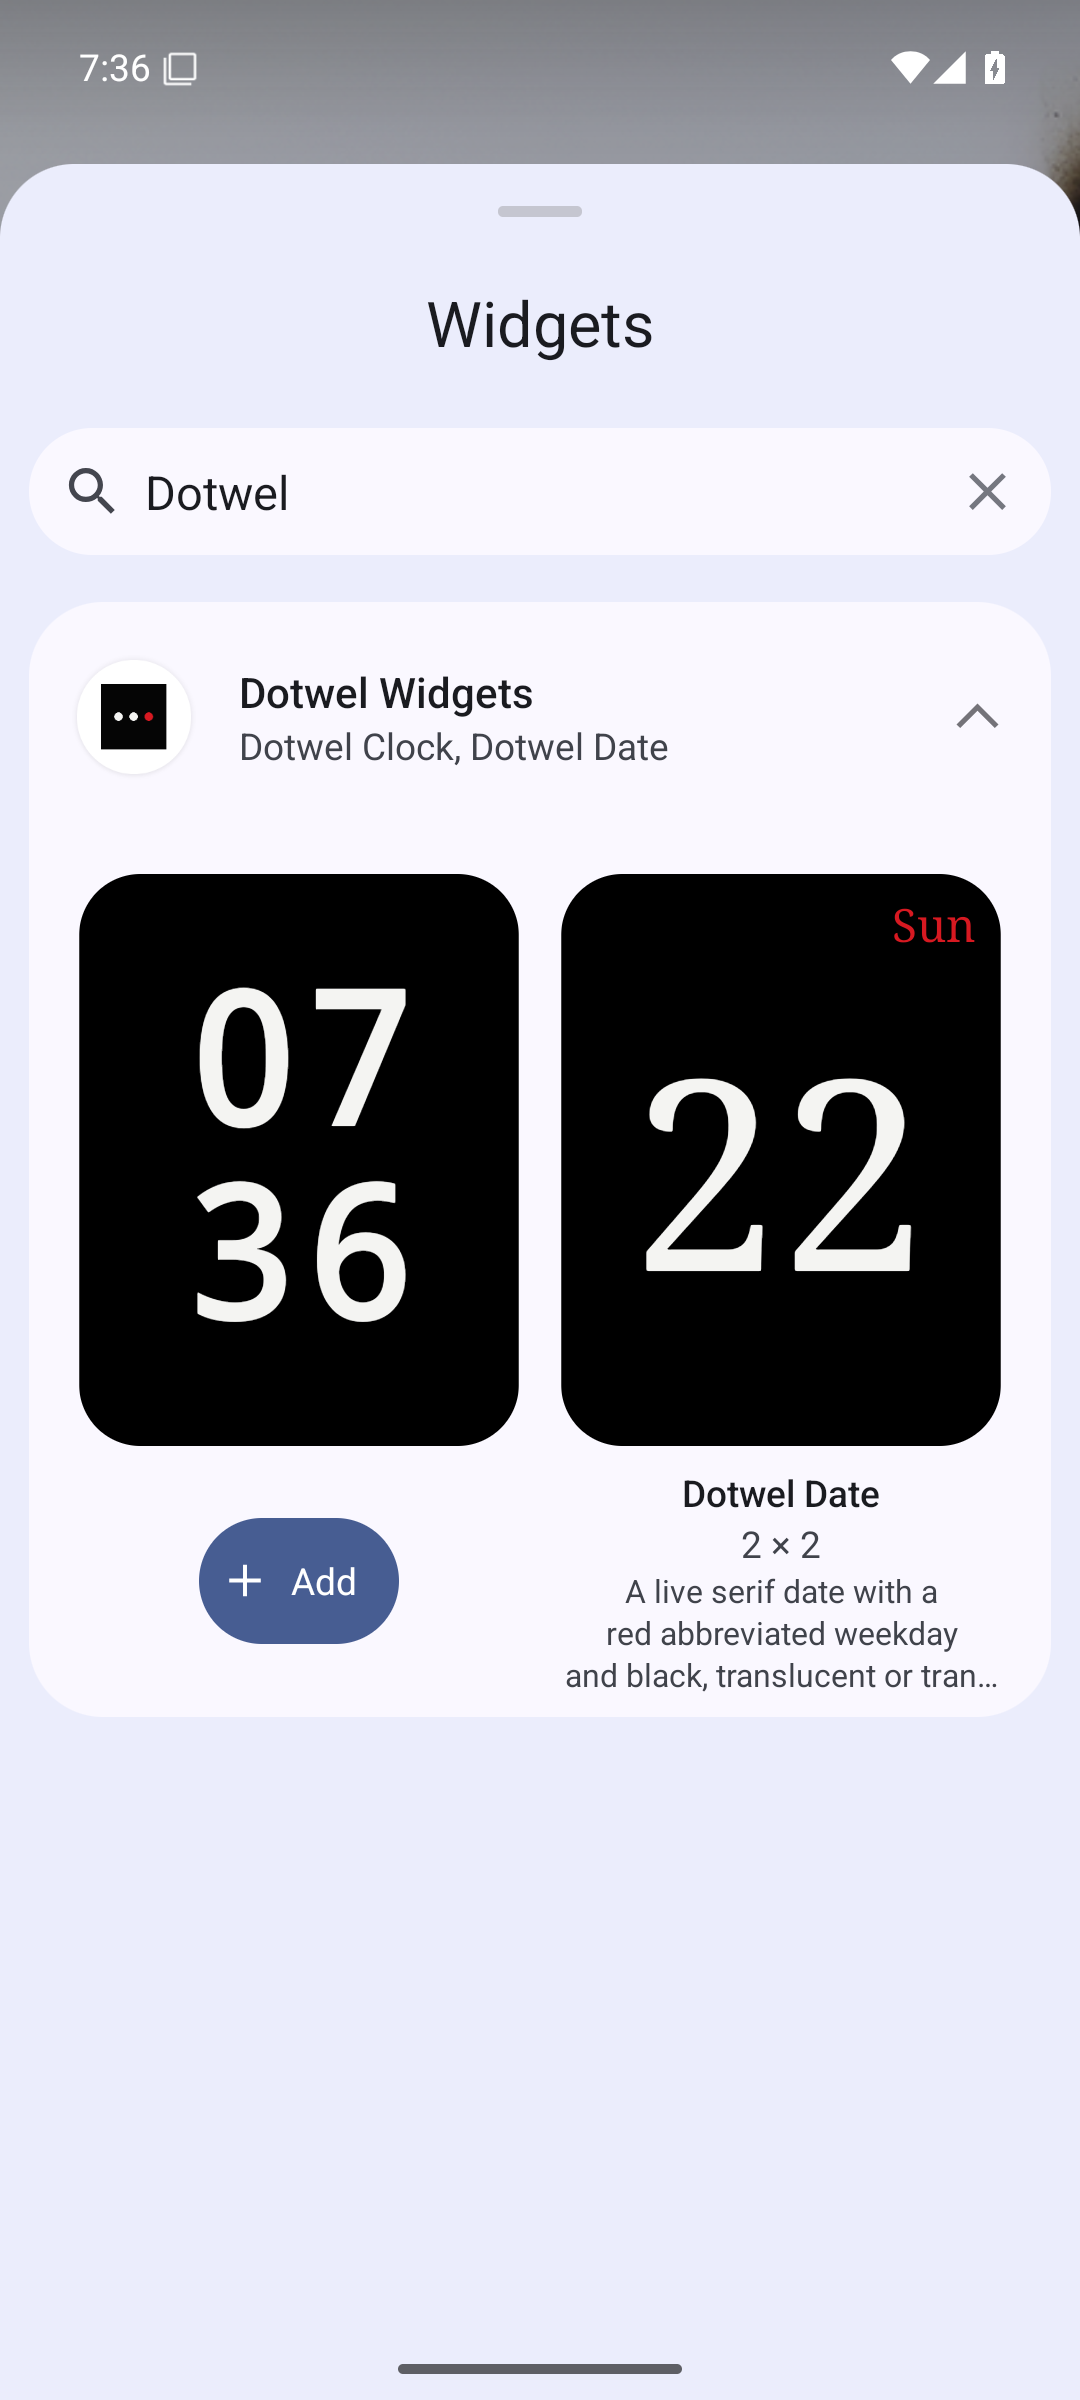 7:36
Widgets
Dotwel
Dotwel Widgets
Dotwel Clock, Dotwel Date
07
36
Sun
22
Add
Dotwel Date
2 × 2
A live serif date with a
red abbreviated weekday
and black, translucent or tran…